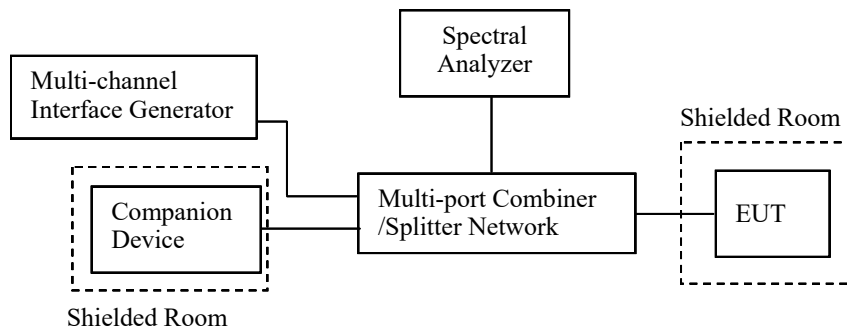 Spectral
Analyzer
Multi-channel
Interface Generator
Shielded Room
Companion
Device
Multi-port Combiner
/Splitter Network
EUT
Shielded Room